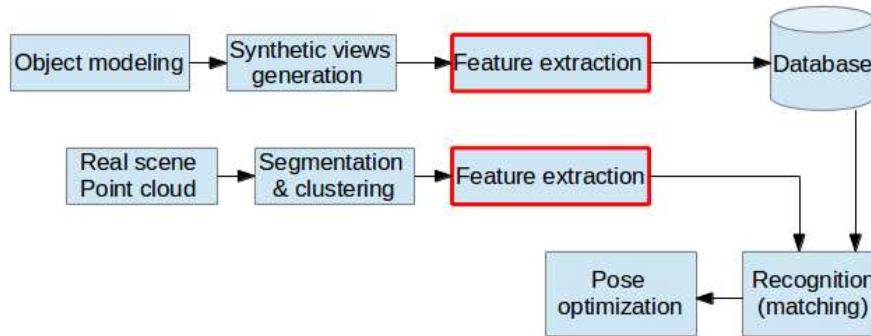 Object modeling
Synthetic views
generation
Feature extraction
Database
Real scene
Point cloud
Segmentation
& clustering
Feature extraction
Pose
optimization
Recognition
(matching)